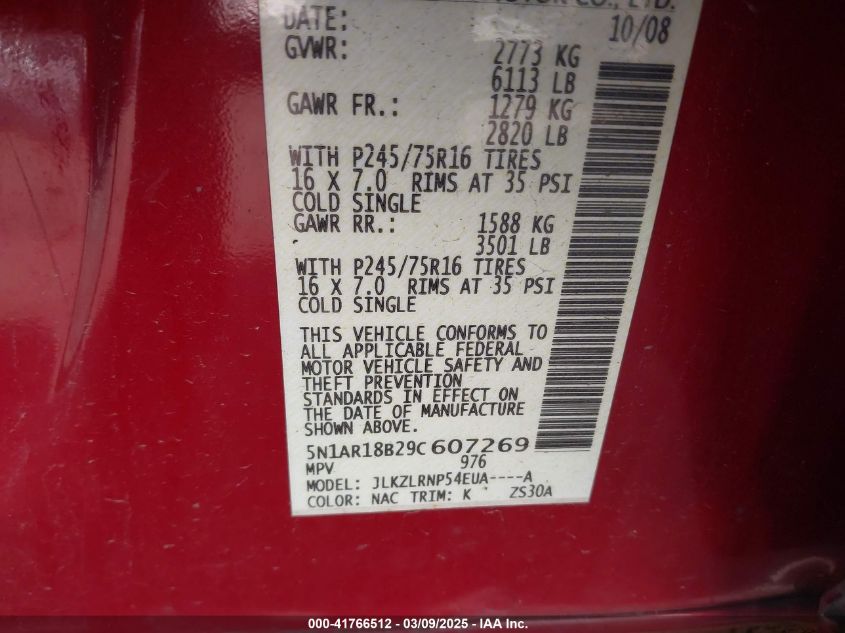 MOTOR CO., LTD.
DATE: 10/08
GVWR: 2773 KG
6113 LB
GAWR FR.: 1279 KG
2820 LB
WITH P245/75R16 TIRES
16 X 7.0 RIMS AT 35 PSI
COLD SINGLE
GAWR RR.: 1588 KG
3501 LB
WITH P245/75R16 TIRES
16 X 7.0 RIMS AT 35 PSI
COLD SINGLE
THIS VEHICLE CONFORMS TO
ALL APPLICABLE FEDERAL
MOTOR VEHICLE SAFETY AND
THEFT PREVENTION
STANDARDS IN EFFECT ON
THE DATE OF MANUFACTURE
SHOWN ABOVE.
5N1AR18B29C607269
MPV 976
MODEL: JLKZLRNP54EUA----A
COLOR: NAC TRIM: K ZS30A
000-41766512 — 03/09/2025 — IAA Inc.